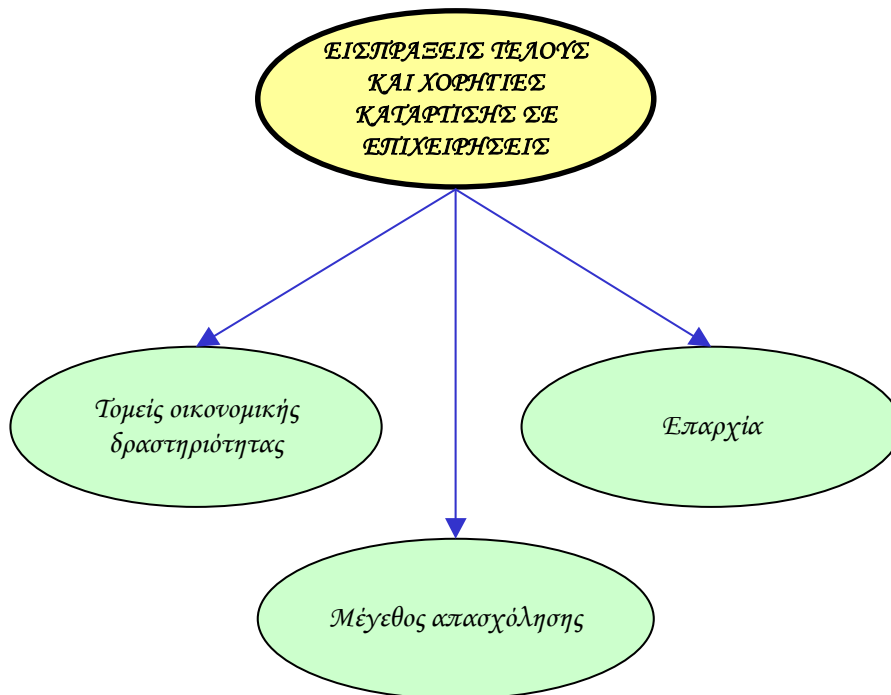 ΕΙΣΠΡΑΞΕΙΣ ΤΕΛΟΥΣ
ΚΑΙ ΧΟΡΗΓΙΕΣ
ΚΑΤΑΡΤΙΣΗΣ ΣΕ
ΕΠΙΧΕΙΡΗΣΕΙΣ
Τομείς οικονομικής
δραστηριότητας
Επαρχία
Μέγεθος απασχόλησης